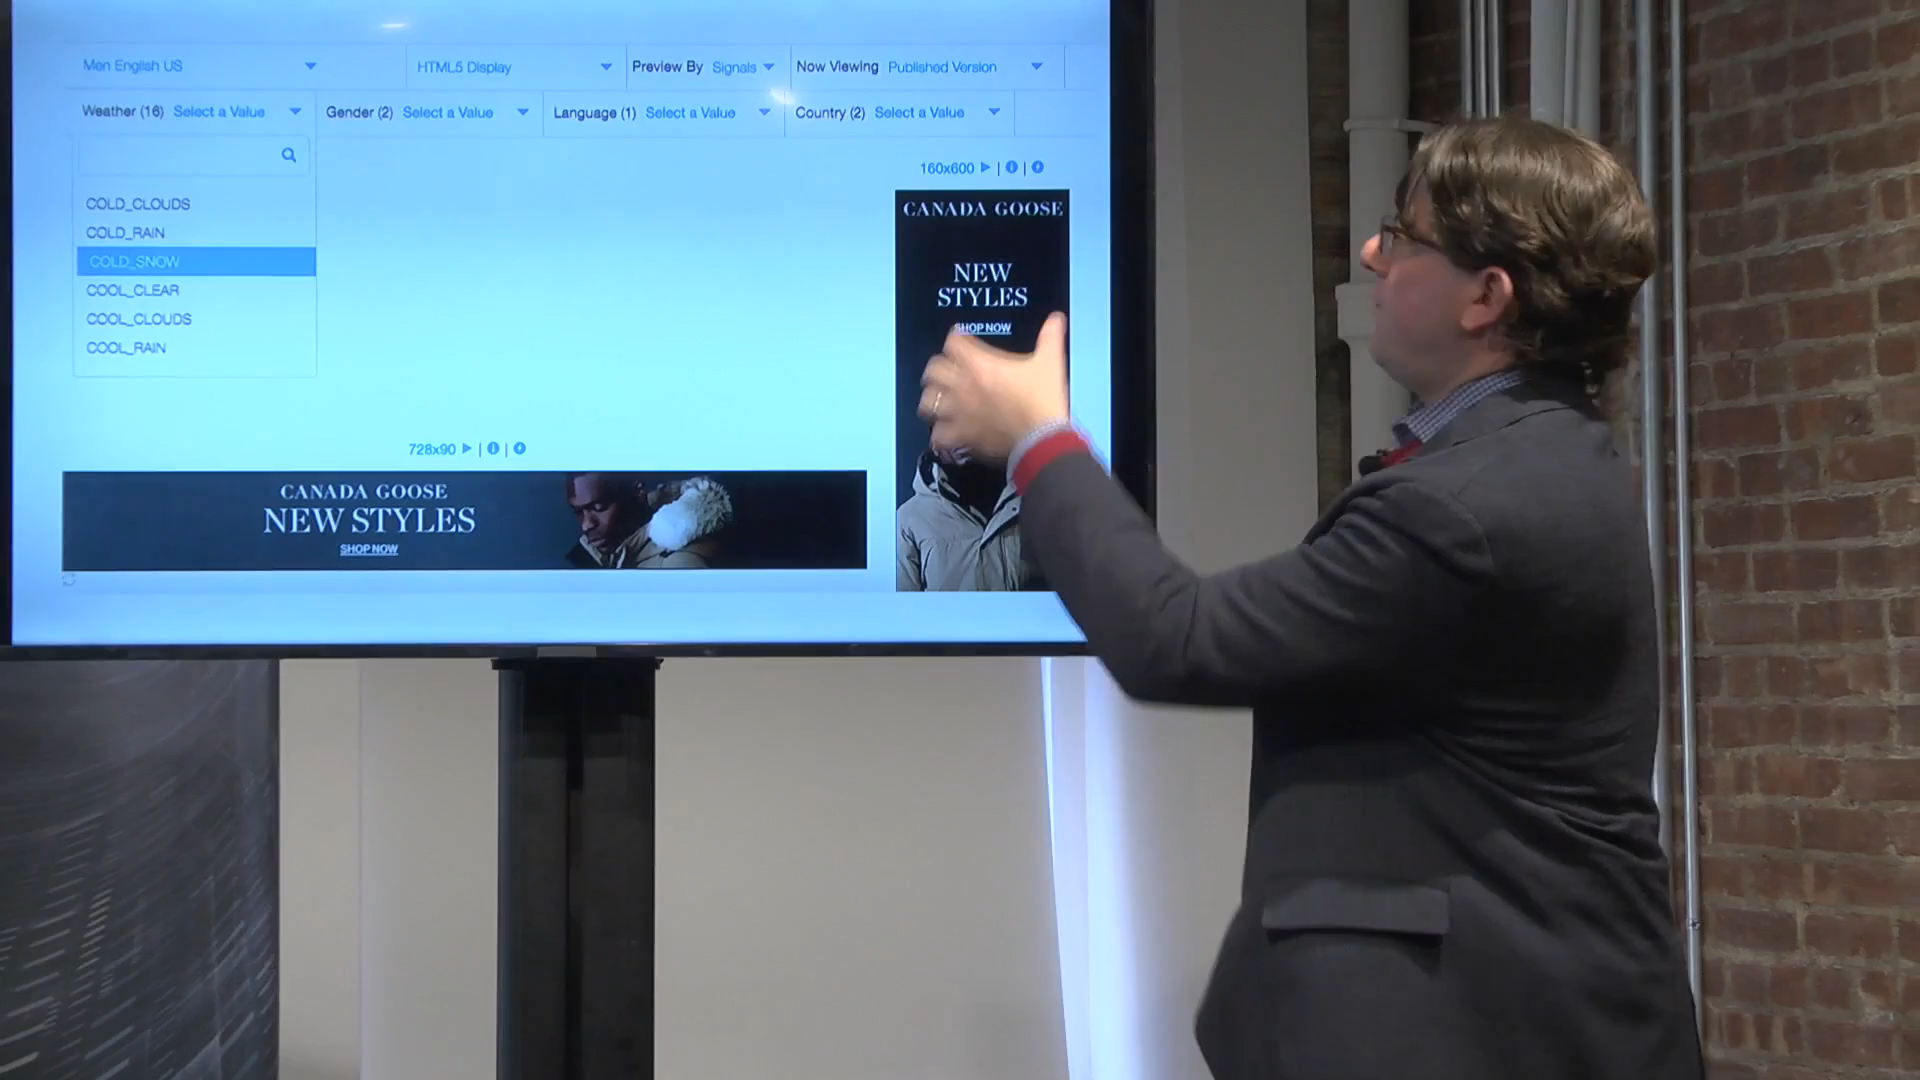 Men English US
HTML5 Display
Preview By Signals
Now Viewing Published Version
Weather (16) Select a Value
Gender (2) Select a Value
Language (1) Select a Value
Country (2) Select a Value
COLD_CLOUDS
COLD_RAIN
COLD_SNOW
COOL_CLEAR
COOL_CLOUDS
COOL_RAIN
160x600
CANADA GOOSE
NEW
STYLES
SHOP NOW
728x90
CANADA GOOSE
NEW STYLES
SHOP NOW